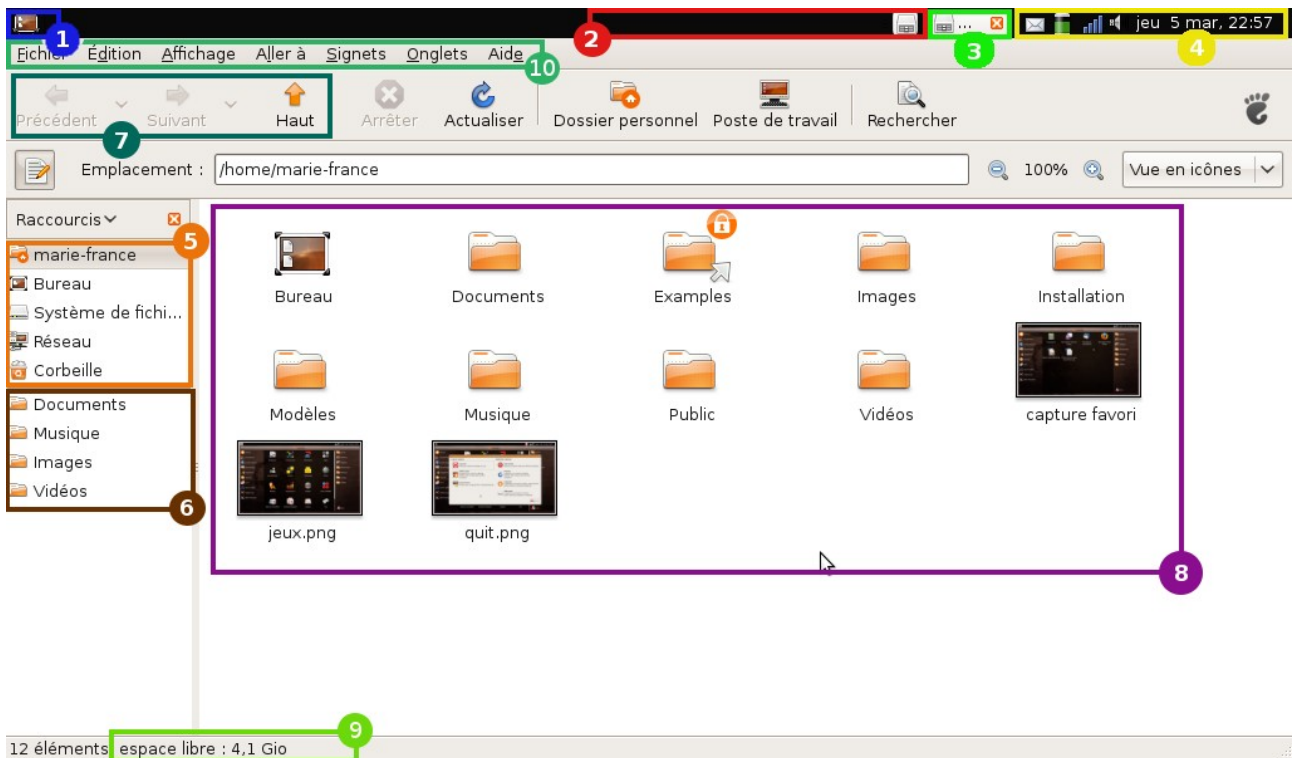 1 2 ... 3 jeu 5 mar, 22:57 4
Fichier Édition Affichage Aller à Signets Onglets Aide 10
Précédent Suivant Haut Arrêter Actualiser Dossier personnel Poste de travail Rechercher
7
Emplacement : /home/marie-france 100% Vue en icônes
Raccourcis
5
marie-france
Bureau
Système de fichi...
Réseau
Corbeille
Documents
Musique
Images
Vidéos
6
Bureau Documents Examples Images Installation
Modèles Musique Public Vidéos capture favori
jeux.png quit.png
8
9
12 éléments, espace libre : 4,1 Gio